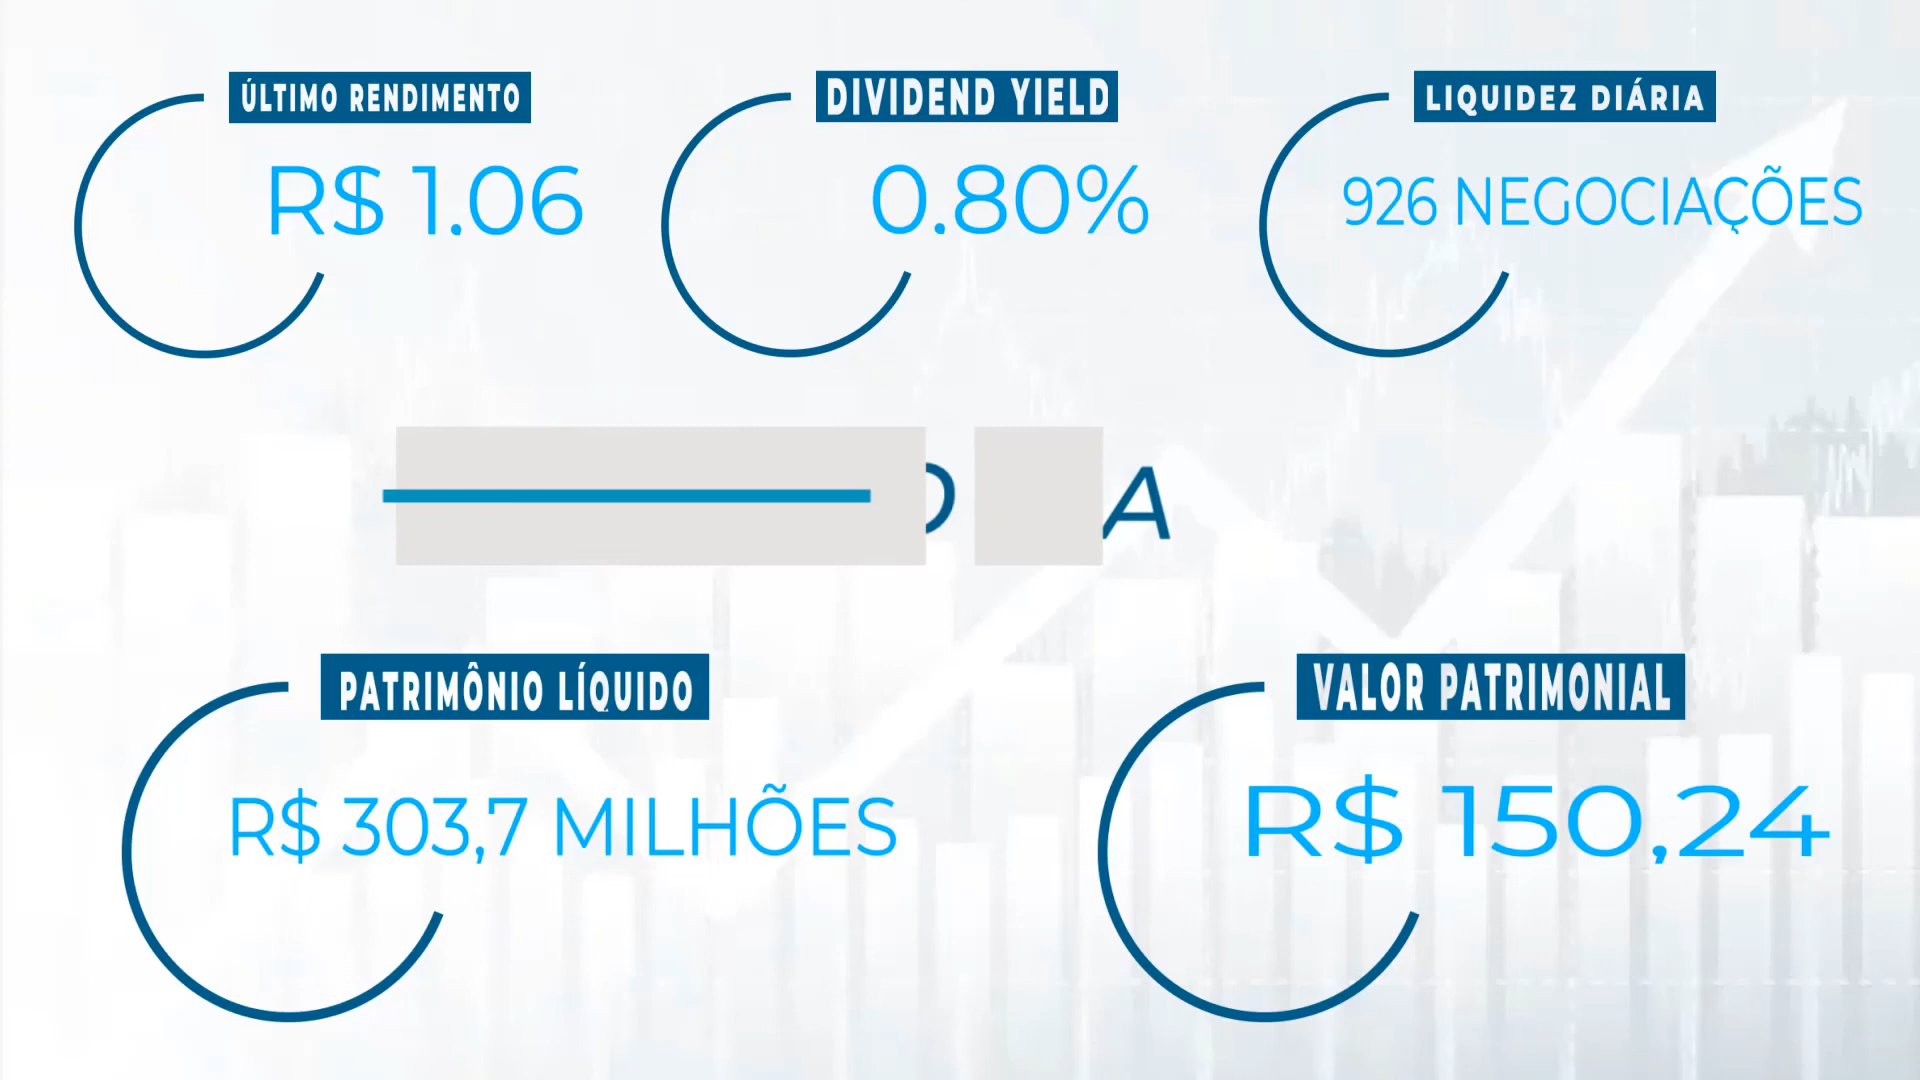 ÚLTIMO RENDIMENTO
R$ 1.06
DIVIDEND YIELD
0.80%
LIQUIDEZ DIÁRIA
926 NEGOCIAÇÕES
PATRIMÔNIO LÍQUIDO
R$ 303,7 MILHÕES
VALOR PATRIMONIAL
R$ 150,24